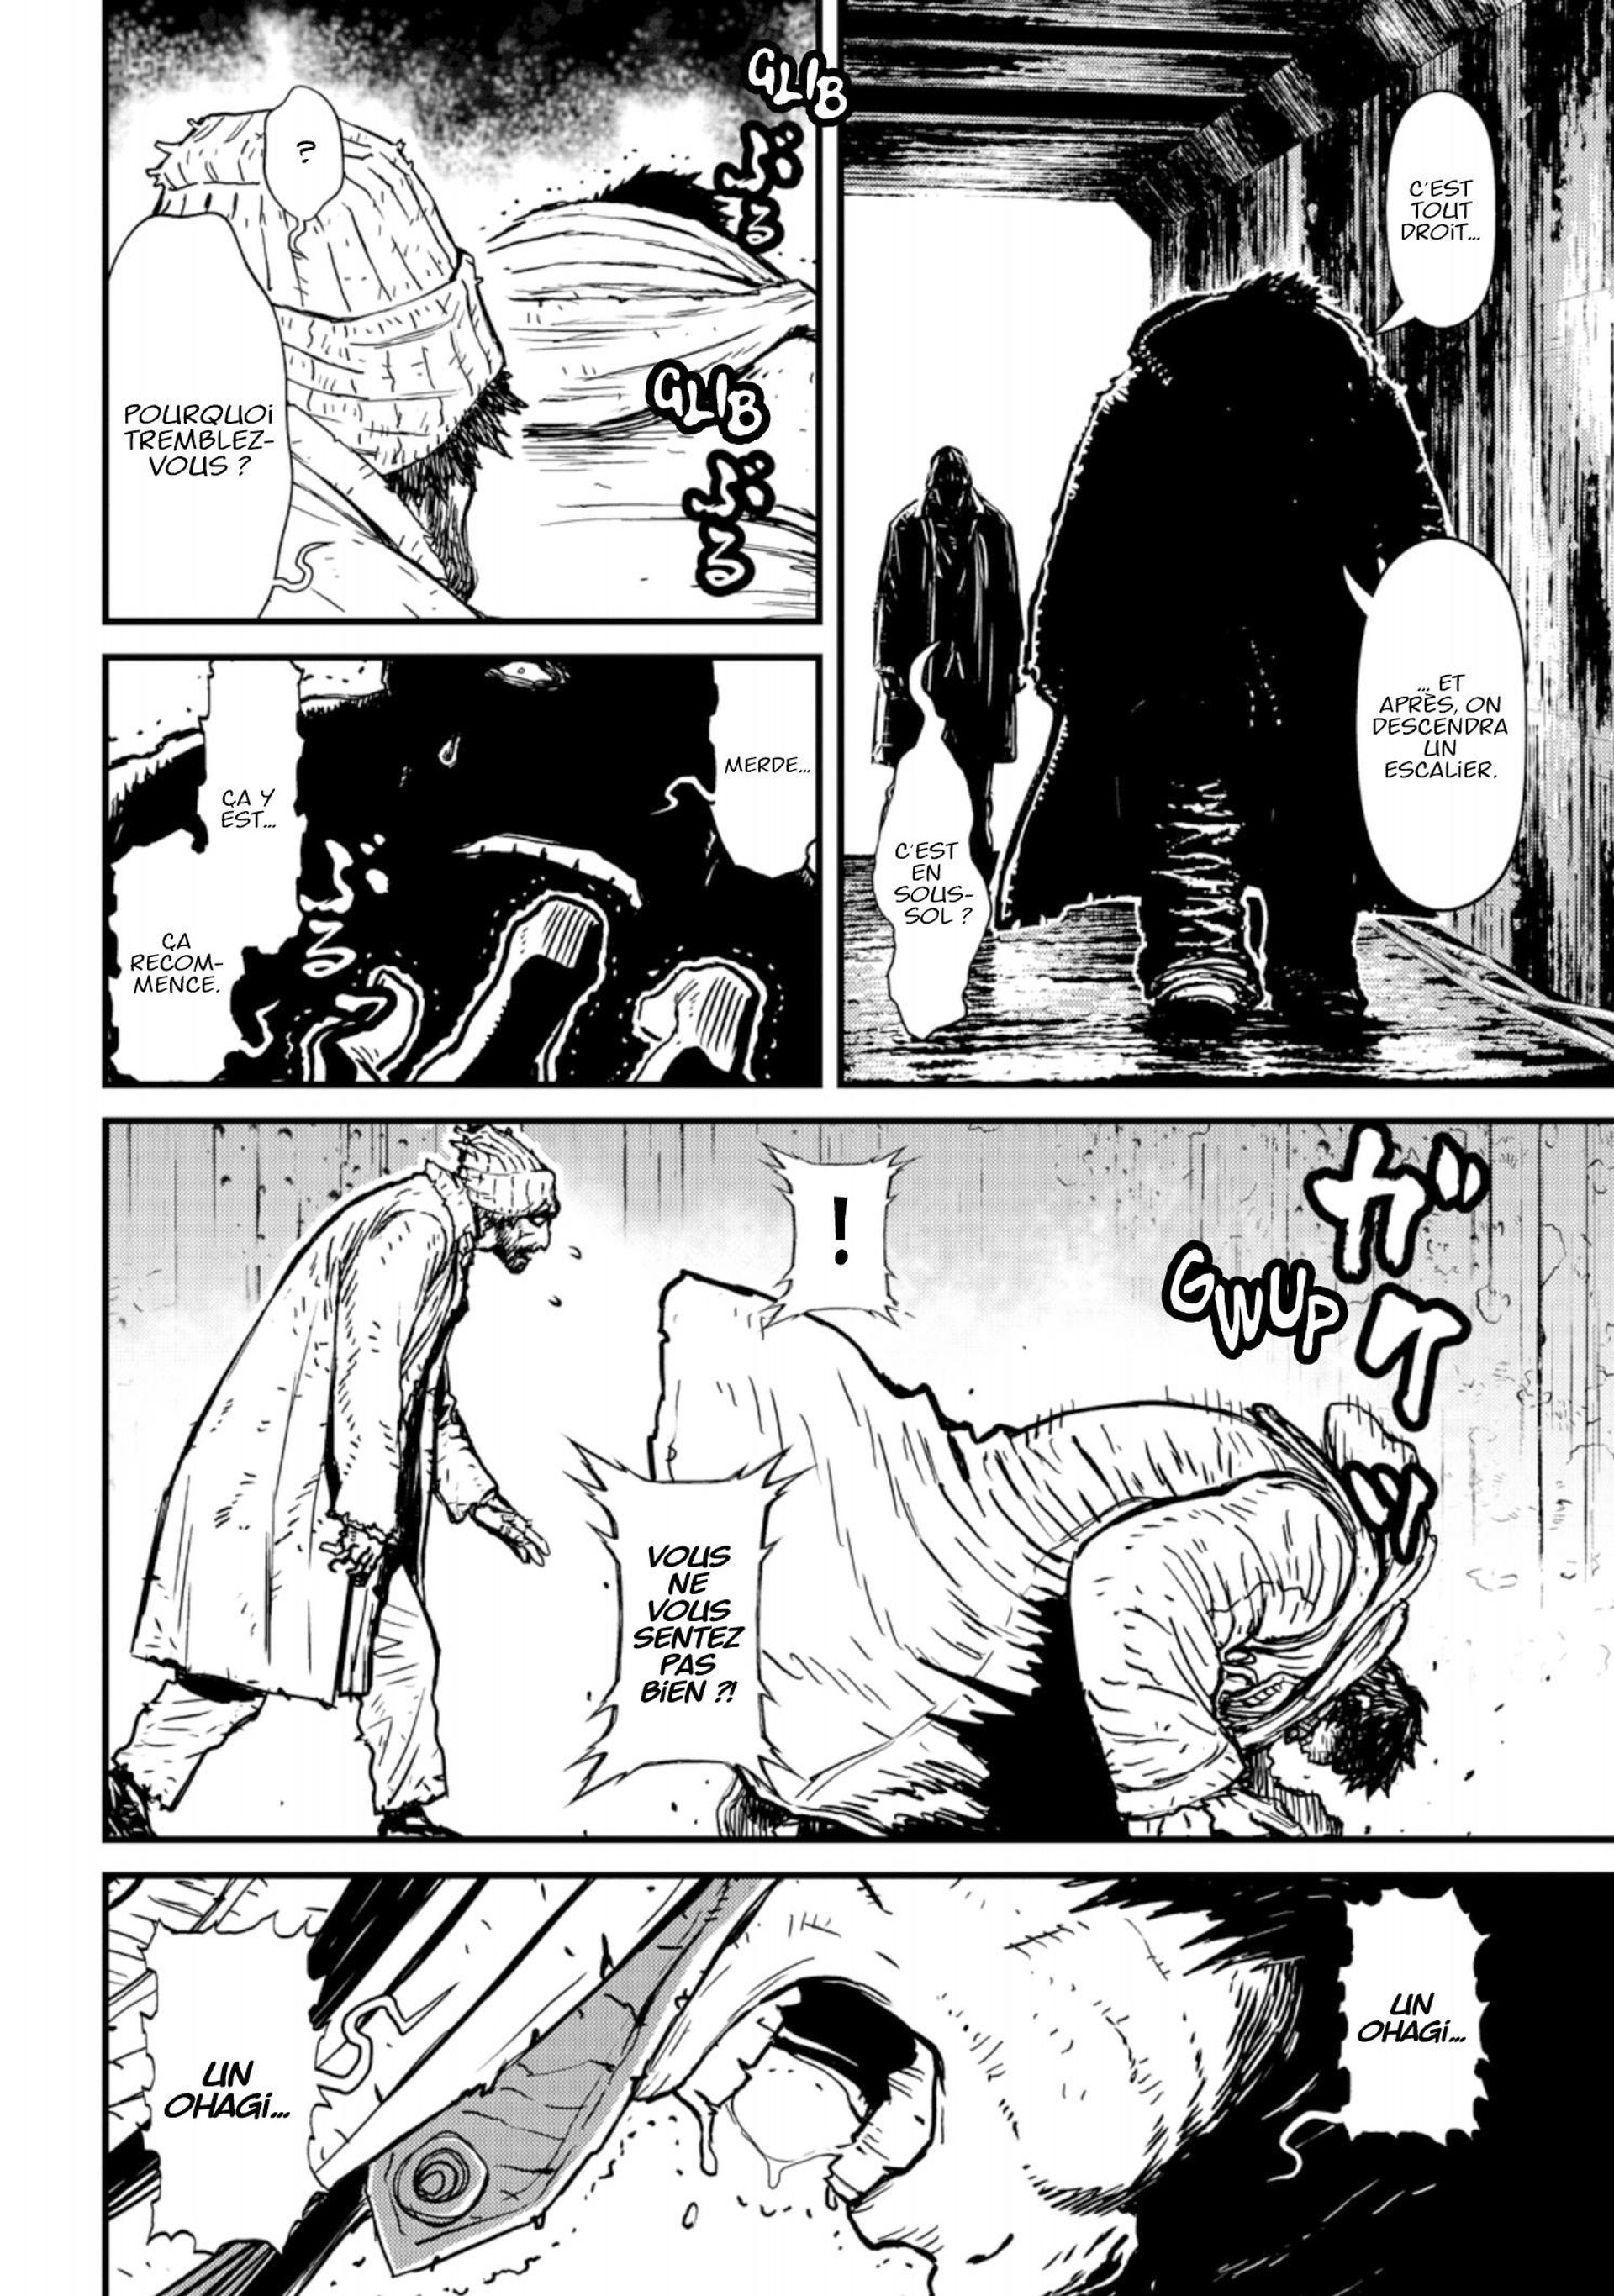 C'EST
TOUT
DROIT...
... ET
APRÈS, ON
DESCENDRA
UN
ESCALIER.
C'EST
EN
SOUS-
SOL ?
GLIB
ぶる
?
GLIB
ぶる
POURQUOI
TREMBLEZ-
VOUS ?
MERDE...
ÇA Y
EST...
ぶる
ÇA
RECOM-
MENCE.
ガクッ
GWUP
!
VOUS
NE
VOUS
SENTEZ
PAS
BIEN ?!
UN
OHAGI...
UN
OHAGI...